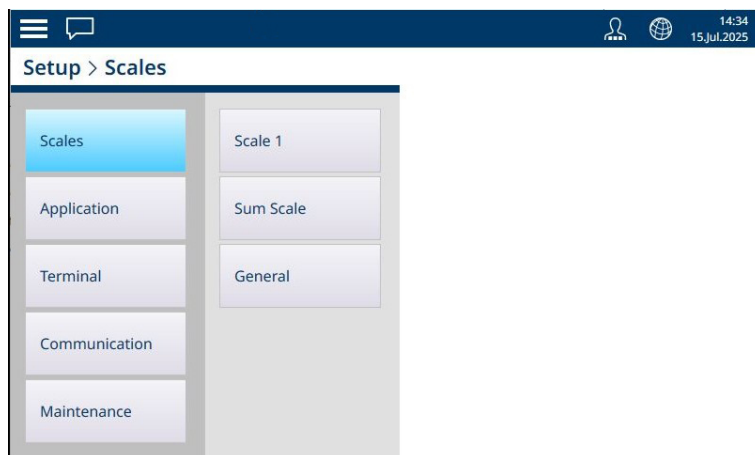 14:34
15.Jul.2025
Setup > Scales
Scales
Scale 1
Application
Sum Scale
Terminal
General
Communication
Maintenance